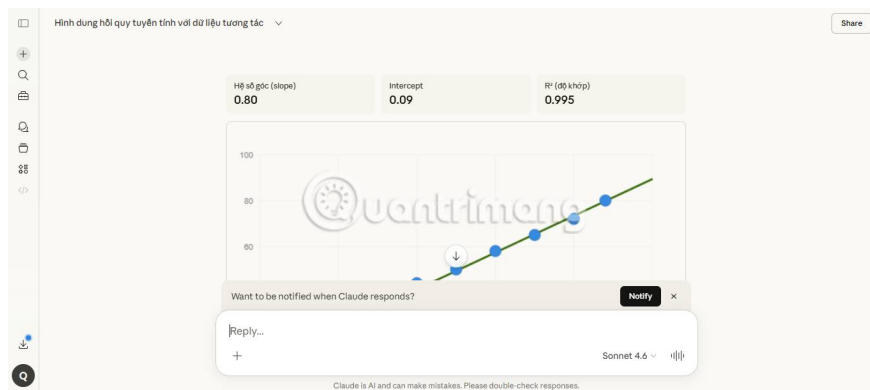 Hình dung hồi quy tuyến tính với dữ liệu tương tác
Share
Hệ số góc (slope)
0.80
Intercept
0.09
R² (độ khớp)
0.995
100
80
60
Quantrimang
Want to be notified when Claude responds?
Notify
Reply...
Sonnet 4.6
Q
Claude is AI and can make mistakes. Please double-check responses.